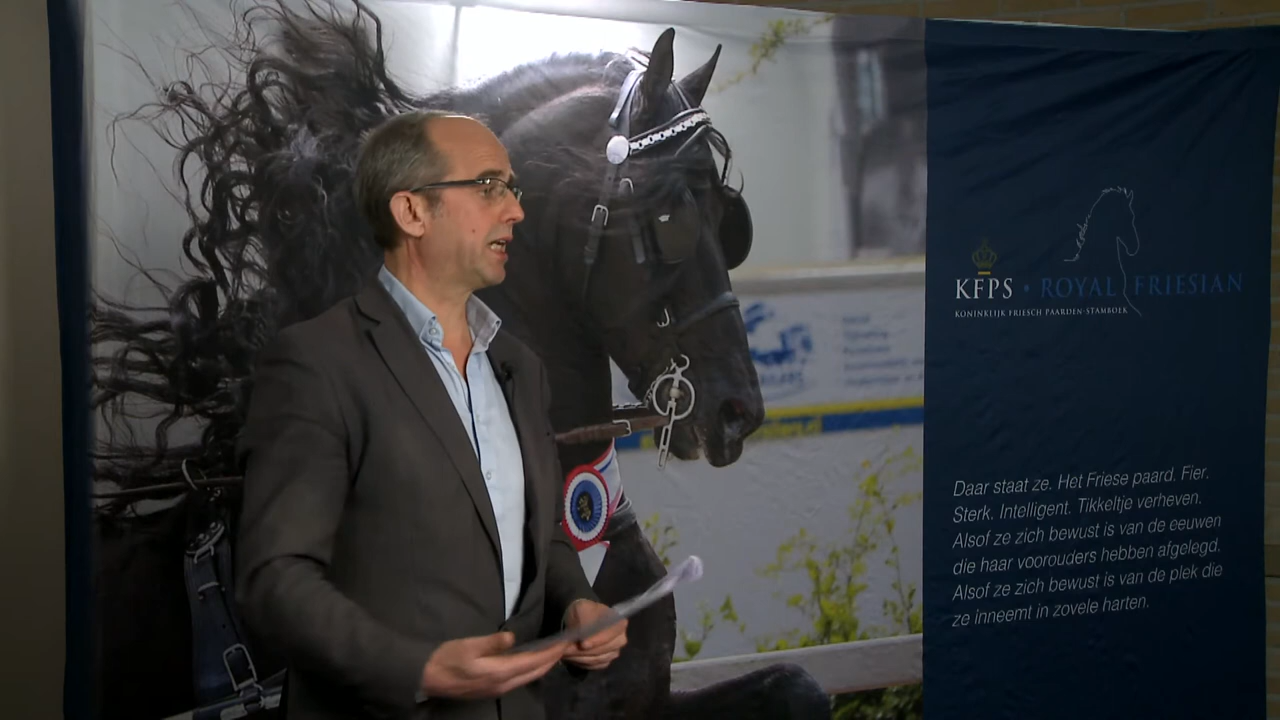 KFPS • ROYAL FRIESIAN
KONINKLIJK FRIESCH PAARDEN-STAMBOEK
Daar staat ze. Het Friese paard. Fier.
Sterk. Intelligent. Tikkeltje verheven.
Alsof ze zich bewust is van de eeuwen
die haar voorouders hebben afgelegd.
Alsof ze zich bewust is van de plek die
ze inneemt in zovele harten.